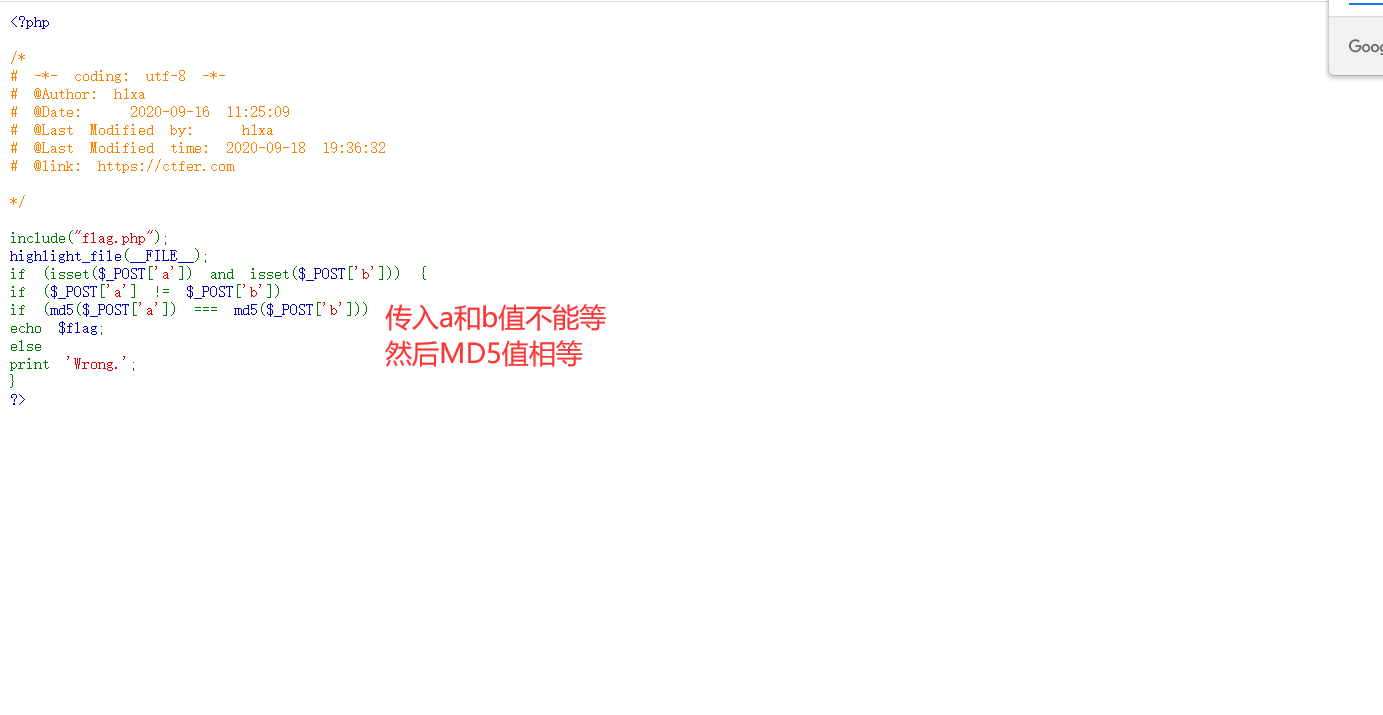 <?php
/*
# -*- coding: utf-8 -*-
# @Author: h1xa
# @Date:   2020-09-16 11:25:09
# @Last Modified by:   h1xa
# @Last Modified time: 2020-09-18 19:36:32
# @link: https://ctfer.com
*/
include("flag.php");
highlight_file(__FILE__);
if (isset($_POST['a']) and isset($_POST['b'])) {
if ($_POST['a'] != $_POST['b'])
if (md5($_POST['a']) === md5($_POST['b']))
echo $flag;
else
print 'Wrong.';
}
?>
传入a和b值不能等
然后MD5值相等